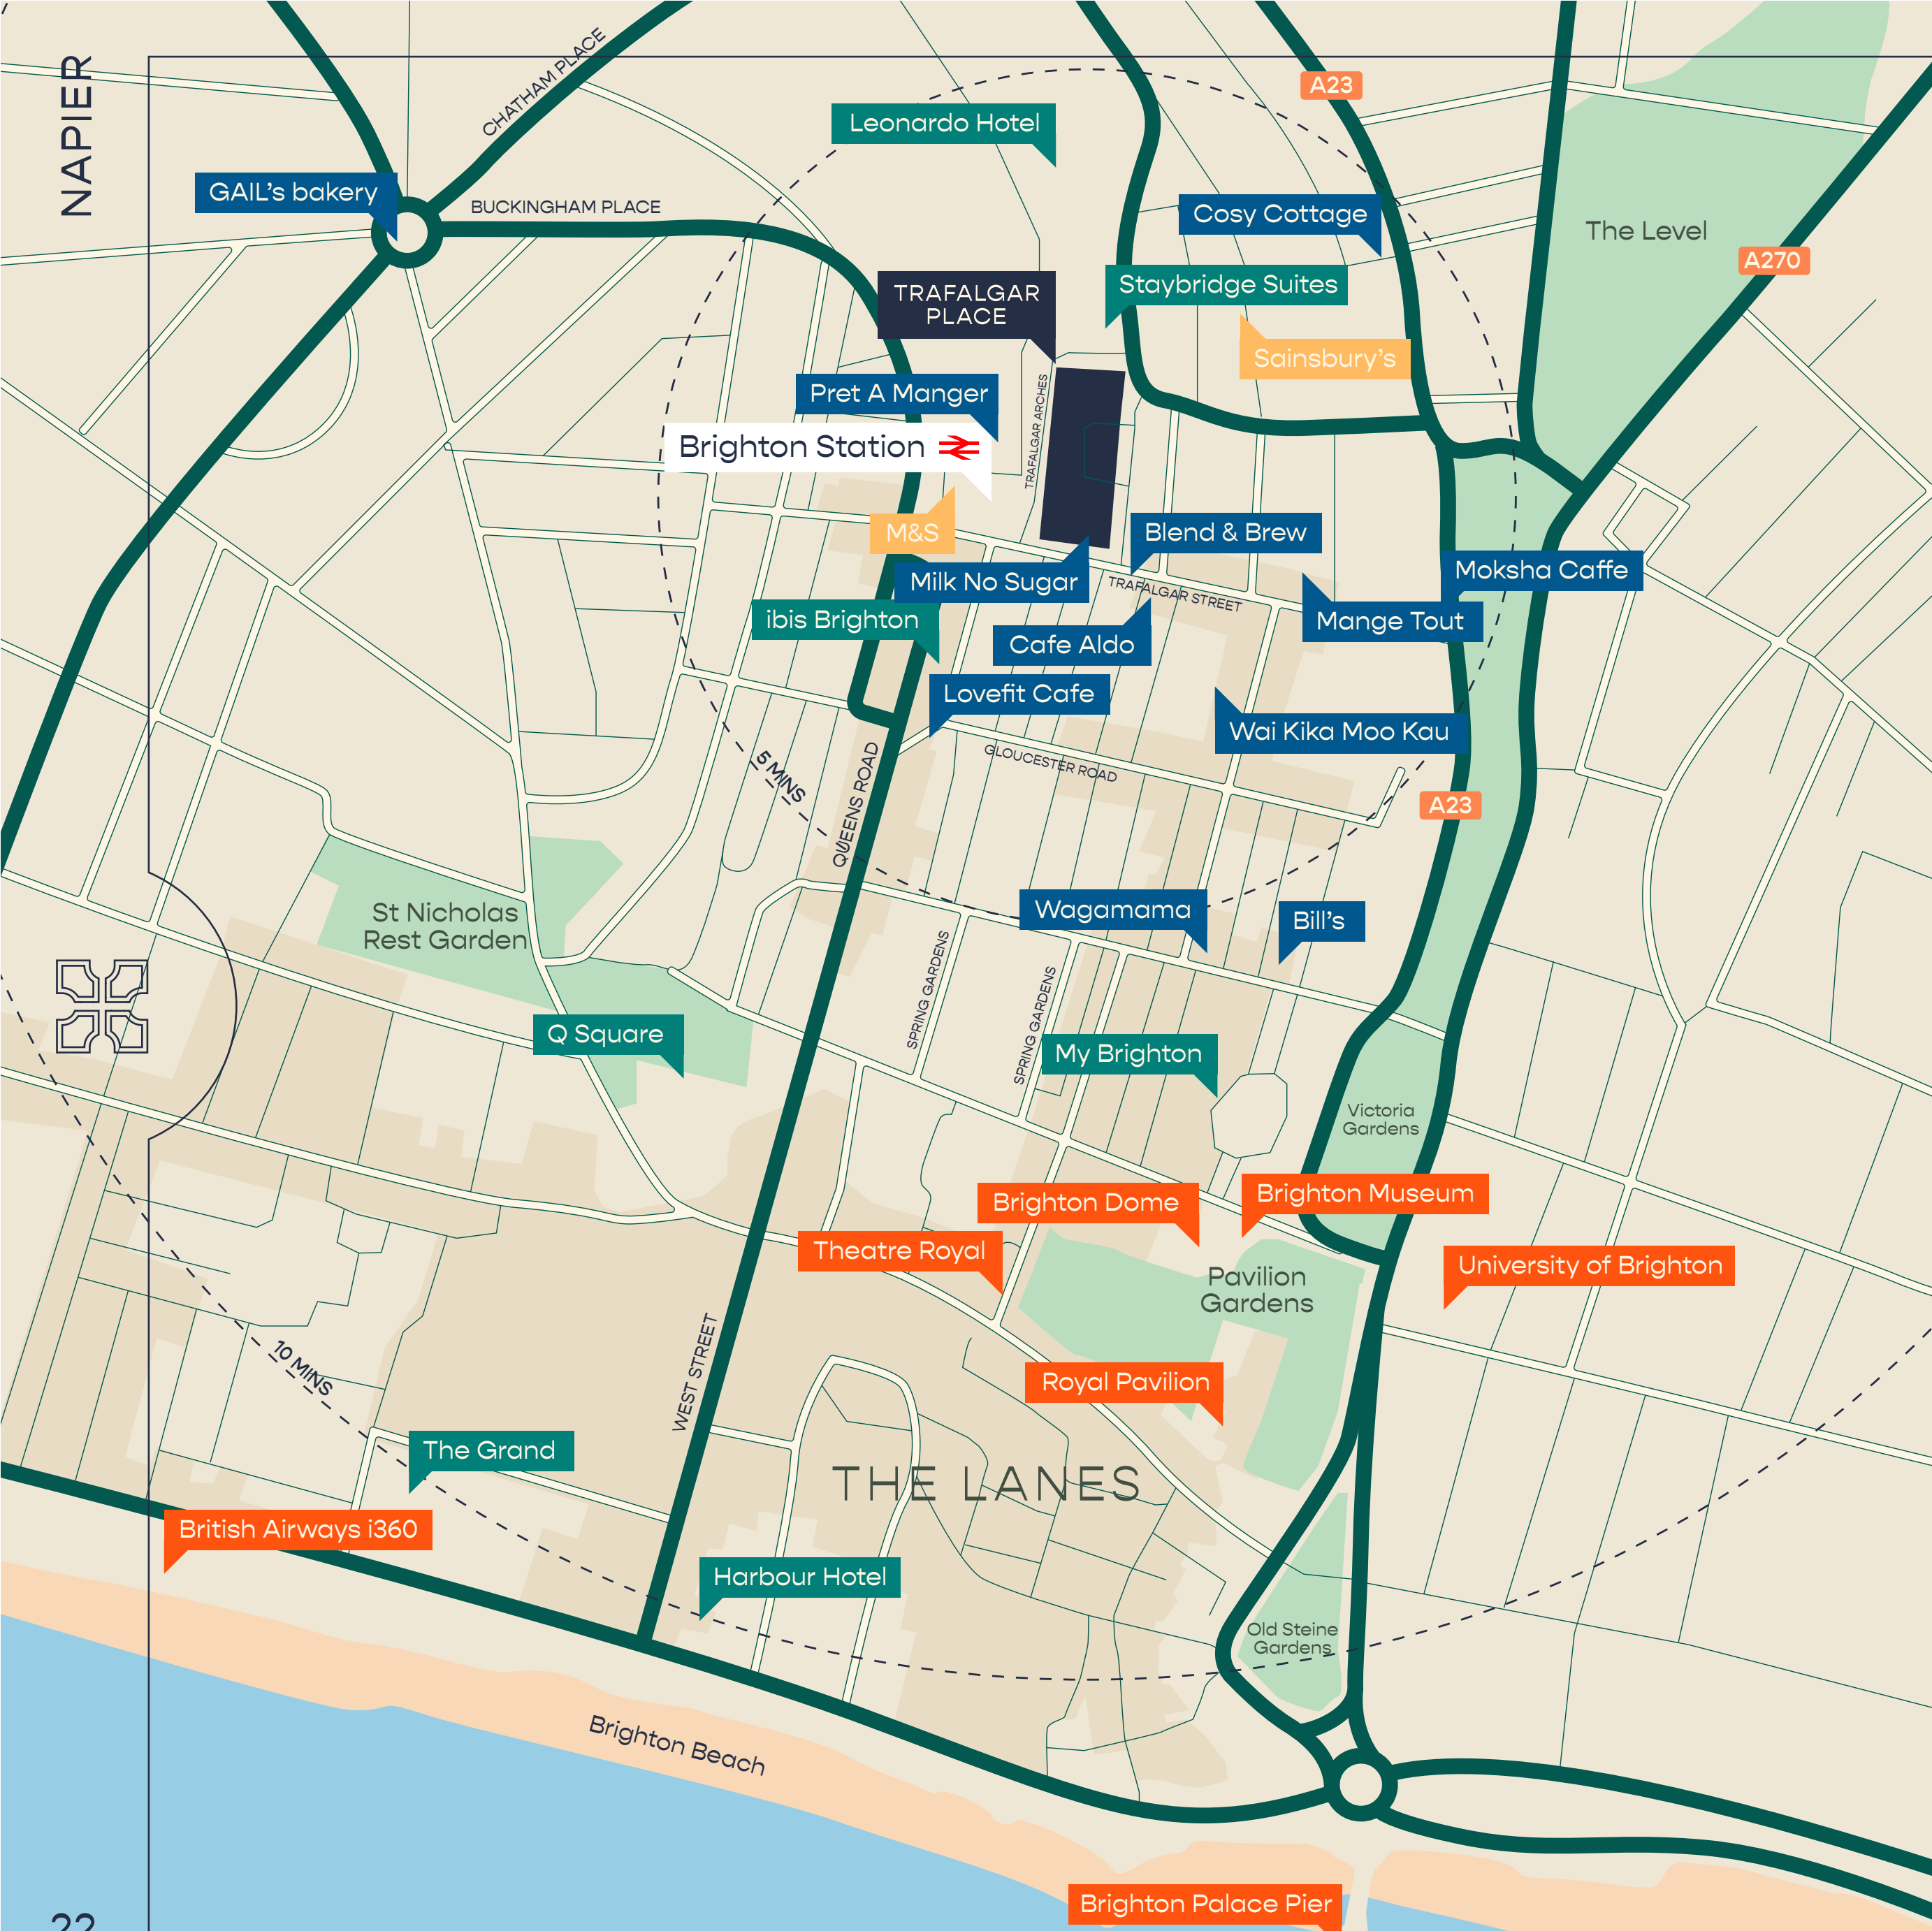 NAPIER
CHATHAM PLACE
A23
Leonardo Hotel
GAIL's bakery
BUCKINGHAM PLACE
Cosy Cottage
The Level
A270
TRAFALGAR
PLACE
Staybridge Suites
Sainsbury's
Pret A Manger
TRAFALGAR ARCHES
Brighton Station
M&S
Blend & Brew
Milk No Sugar
Moksha Caffe
TRAFALGAR STREET
ibis Brighton
Mange Tout
Cafe Aldo
Lovefit Cafe
Wai Kika Moo Kau
GLOUCESTER ROAD
5 MINS
QUEENS ROAD
A23
St Nicholas
Rest Garden
Wagamama
Bill's
SPRING GARDENS
SPRING GARDENS
Q Square
My Brighton
Victoria
Gardens
Brighton Dome
Brighton Museum
Theatre Royal
University of Brighton
Pavilion
Gardens
10 MINS
WEST STREET
Royal Pavilion
The Grand
THE LANES
British Airways i360
Harbour Hotel
Old Steine
Gardens
Brighton Beach
Brighton Palace Pier
22